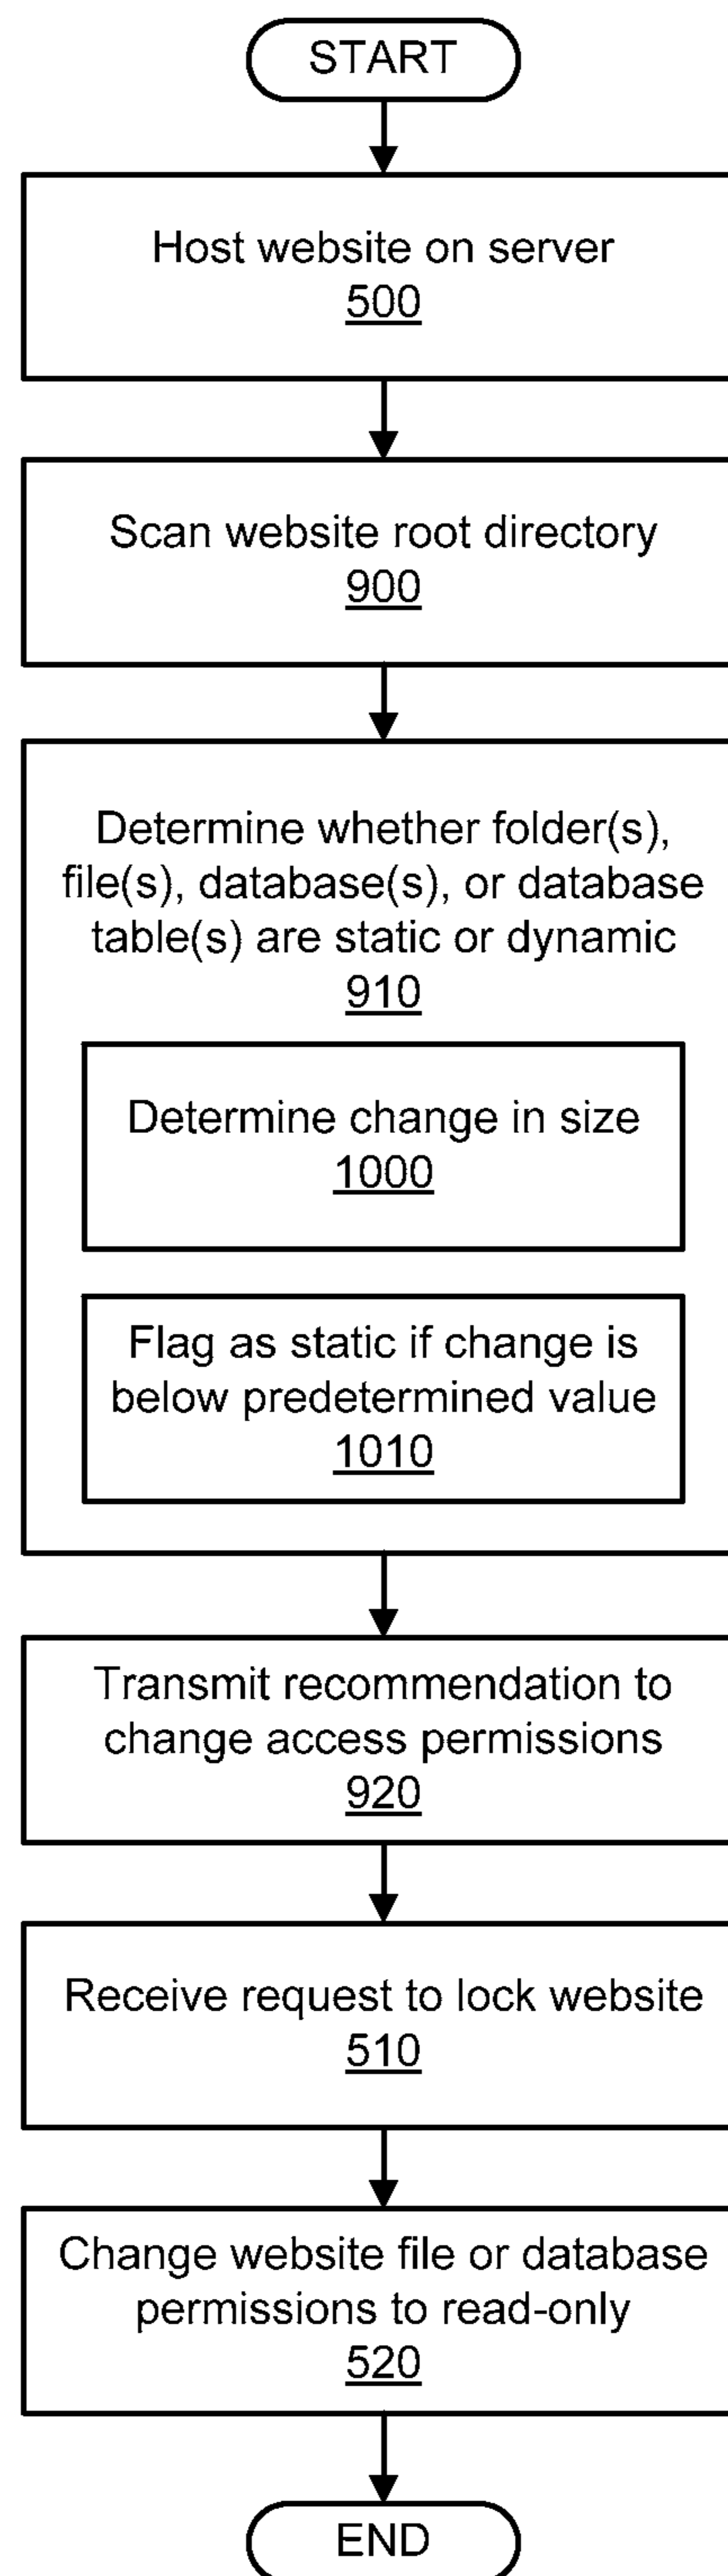 START
Host website on server
500
Scan website root directory
900
Determine whether folder(s),
file(s), database(s), or database
table(s) are static or dynamic
910
Determine change in size
1000
Flag as static if change is
below predetermined value
1010
Transmit recommendation to
change access permissions
920
Receive request to lock website
510
Change website file or database
permissions to read-only
520
END